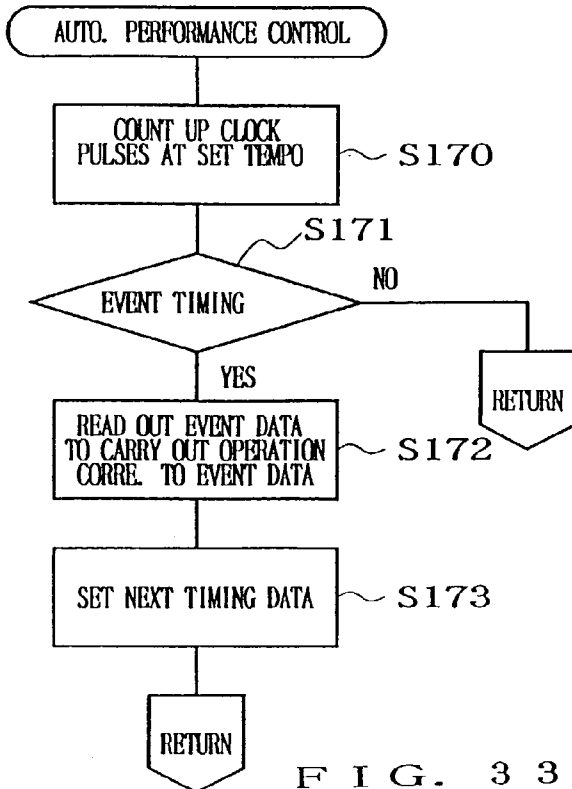 AUTO. PERFORMANCE CONTROL
COUNT UP CLOCK
PULSES AT SET TEMPO
S170
S171
EVENT TIMING
NO
RETURN
YES
READ OUT EVENT DATA
TO CARRY OUT OPERATION
CORRE. TO EVENT DATA
S172
SET NEXT TIMING DATA
S173
RETURN
FIG. 33